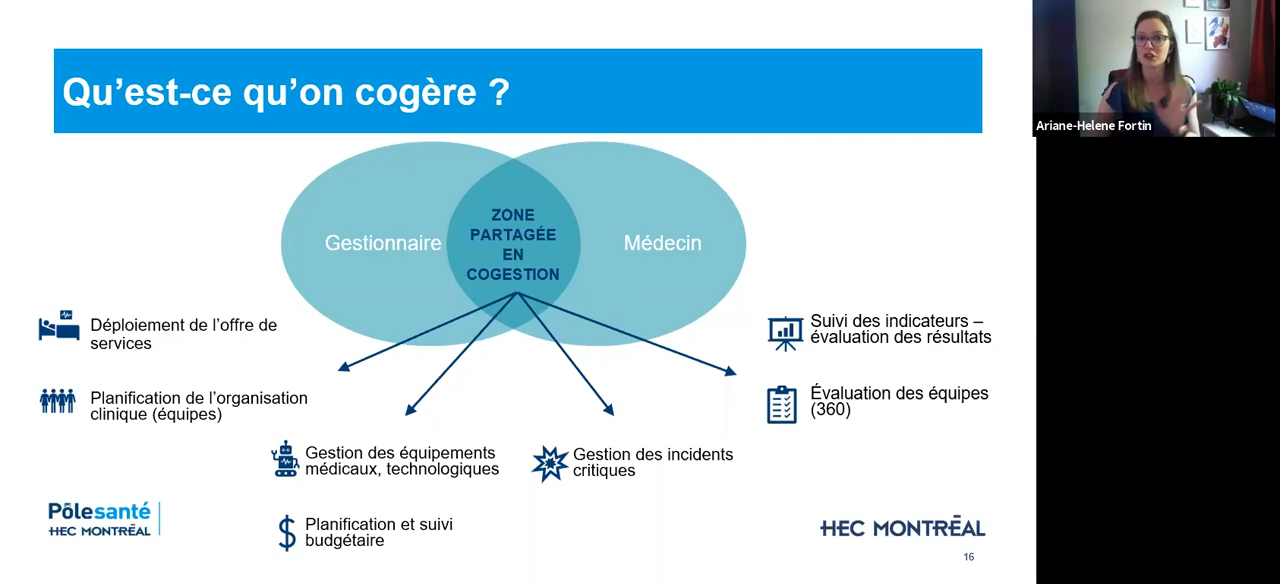 Qu’est-ce qu’on cogère ?
Ariane-Helene Fortin
Gestionnaire
ZONE
PARTAGÉE
EN
COGESTION
Médecin
Déploiement de l’offre de
services
Planification de l’organisation
clinique (équipes)
Gestion des équipements
médicaux, technologiques
$
Planification et suivi
budgétaire
Gestion des incidents
critiques
Suivi des indicateurs –
évaluation des résultats
Évaluation des équipes
(360)
Pôlesanté
HEC MONTRÉAL
HEC MONTRÉAL
16